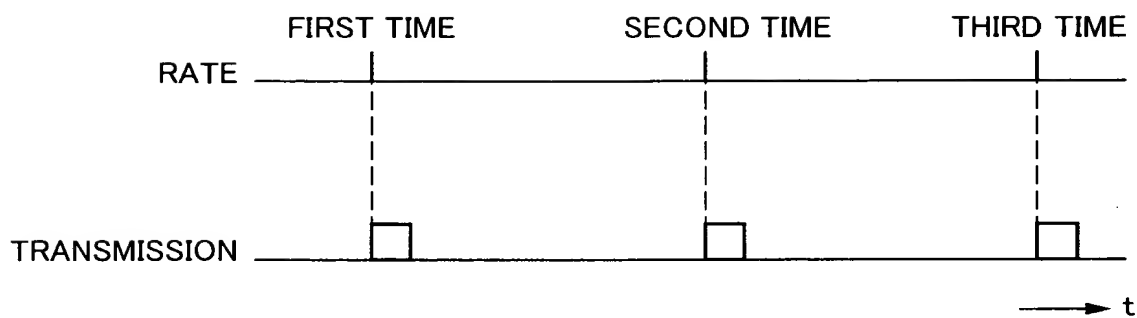 FIRST TIME SECOND TIME THIRD TIME
RATE
TRANSMISSION
t